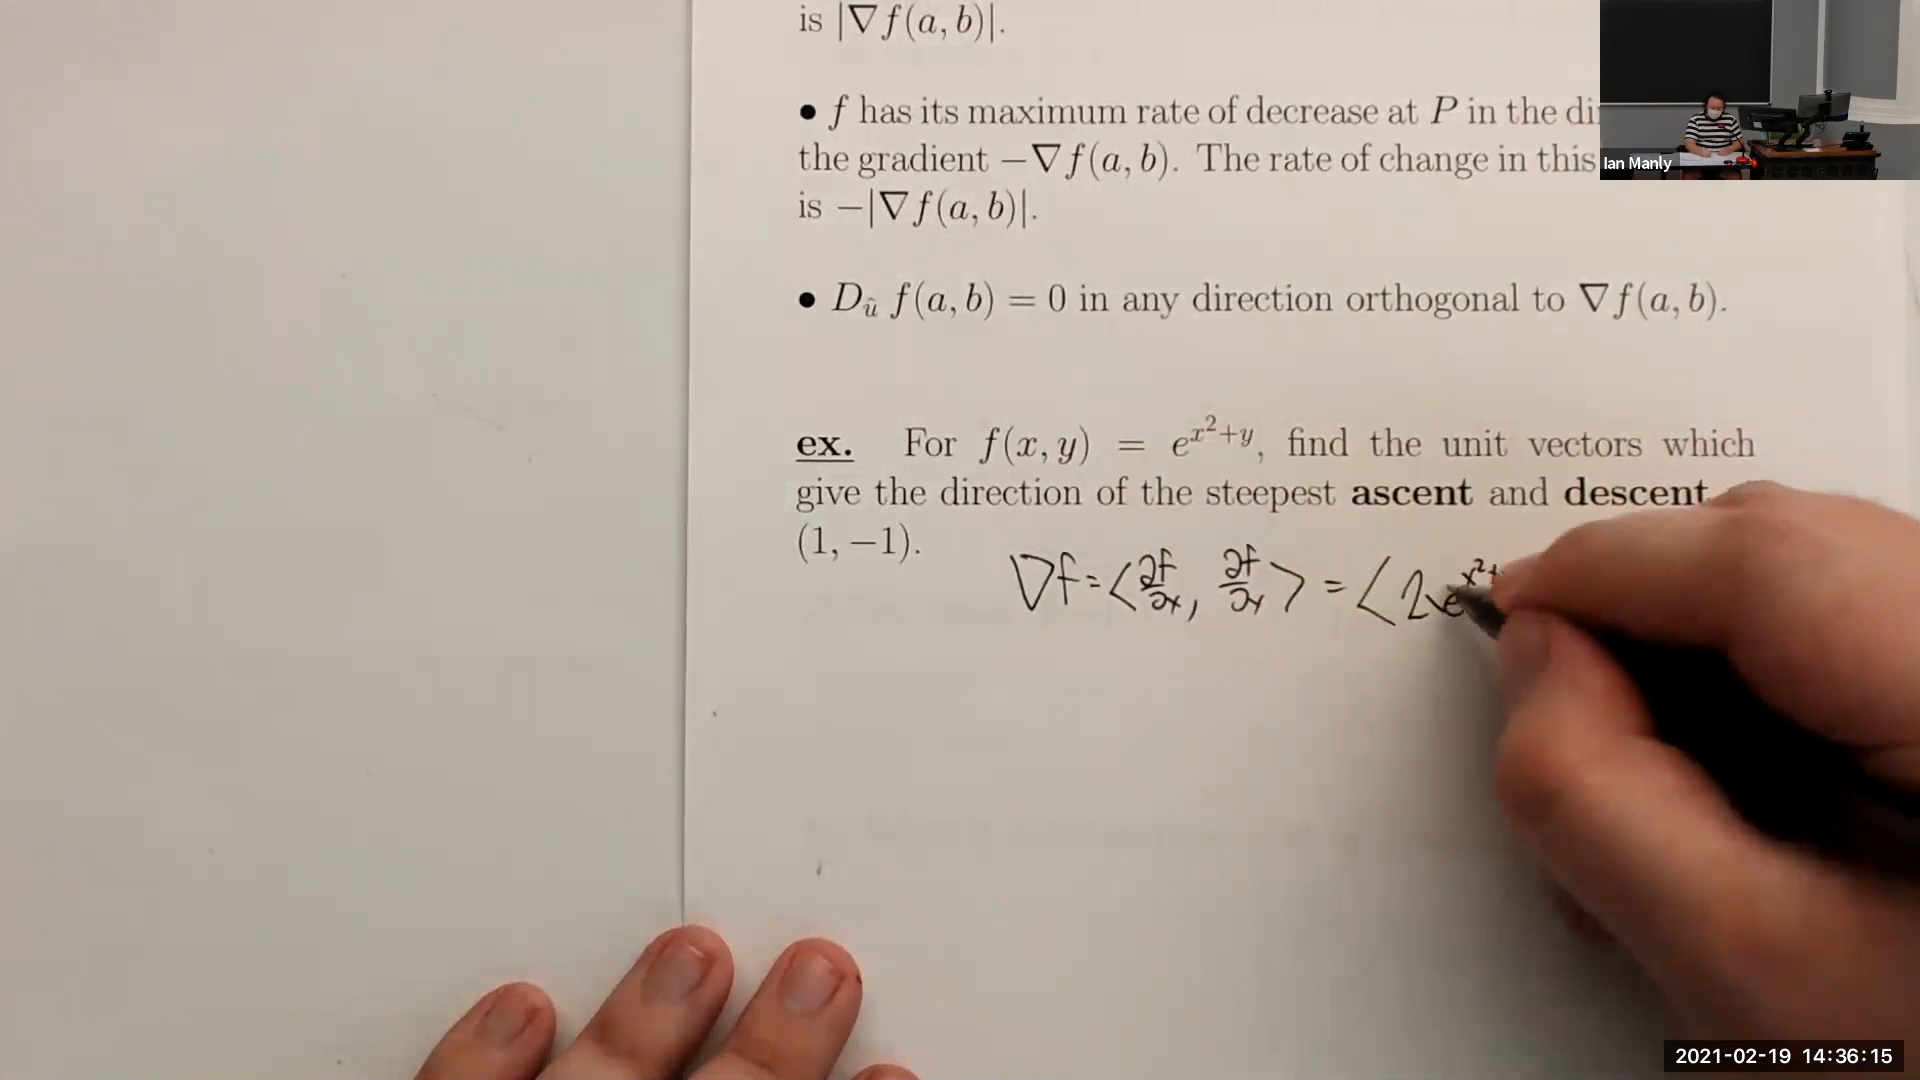 is |∇f(a, b)|.
• f has its maximum rate of decrease at P in the
the gradient −∇f(a, b). The rate of change in this
is −|∇f(a, b)|.
Ian Manly
• D_û f(a, b) = 0 in any direction orthogonal to ∇f(a, b).
ex. For f(x, y) = e^{x²+y}, find the unit vectors which
give the direction of the steepest ascent and descent
(1, −1).
∇f = ⟨∂f/∂x, ∂f/∂y⟩ = ⟨2xe^{x²+
2021-02-19 14:36:15